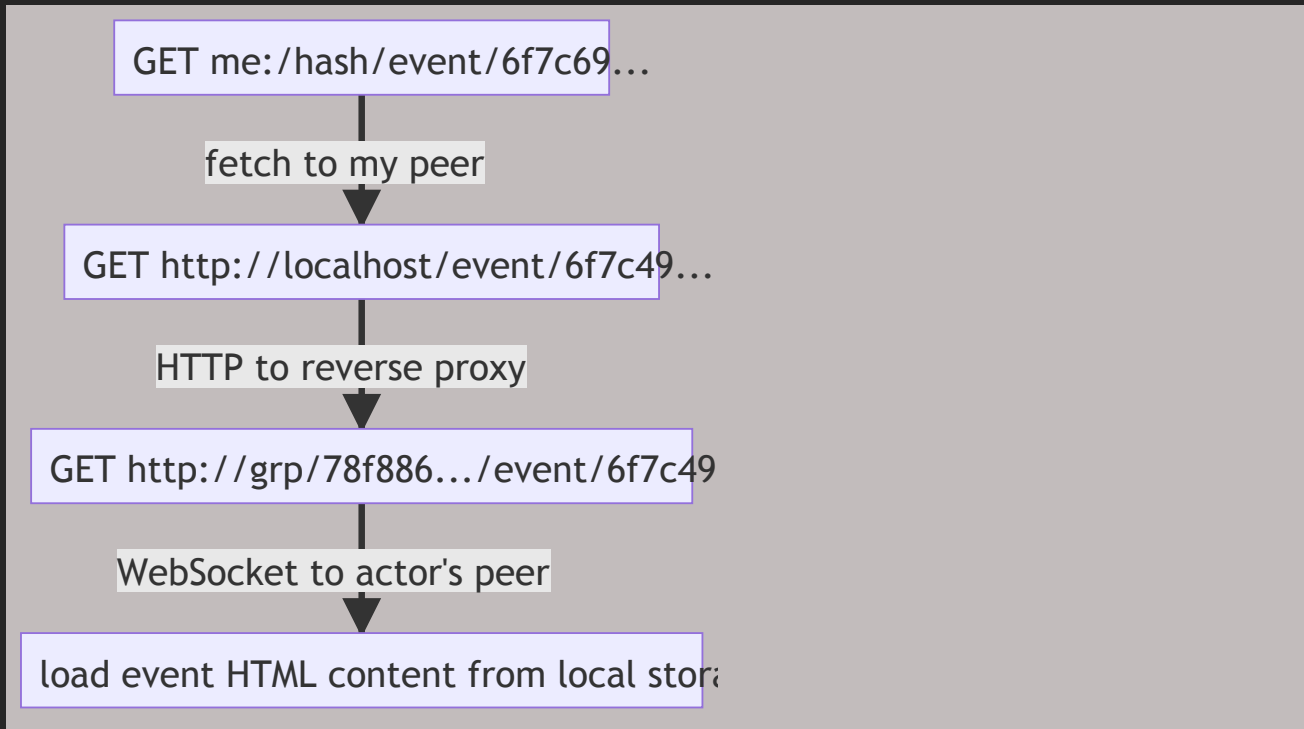 GET me:/hash/event/6f7c69...
fetch to my peer
GET http://localhost/event/6f7c49...
HTTP to reverse proxy
GET http://grp/78f886.../event/6f7c49
WebSocket to actor's peer
load event HTML content from local